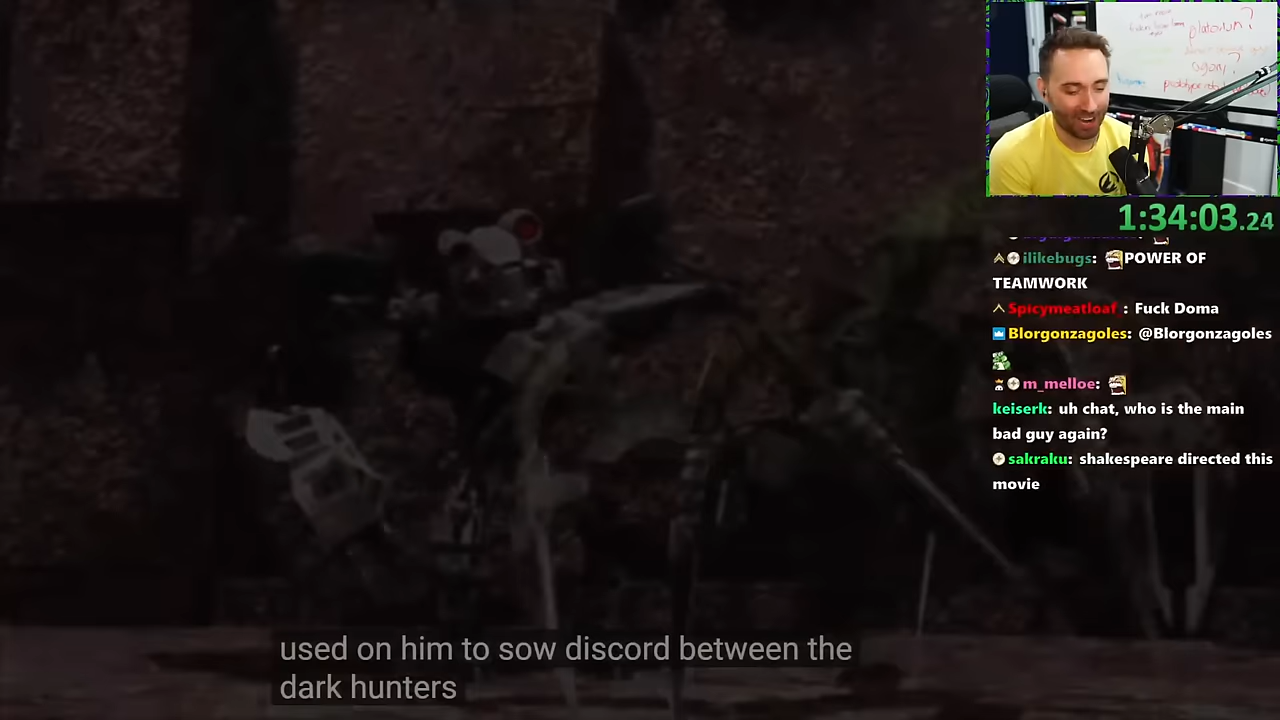 platonum?
1:34:03.24
ilikebugs: POWER OF
TEAMWORK
Spicymeatloaf : Fuck Doma
Blorgonzagoles: @Blorgonzagoles
m_melloe:
keiserk: uh chat, who is the main
bad guy again?
sakraku: shakespeare directed this
movie
used on him to sow discord between the
dark hunters